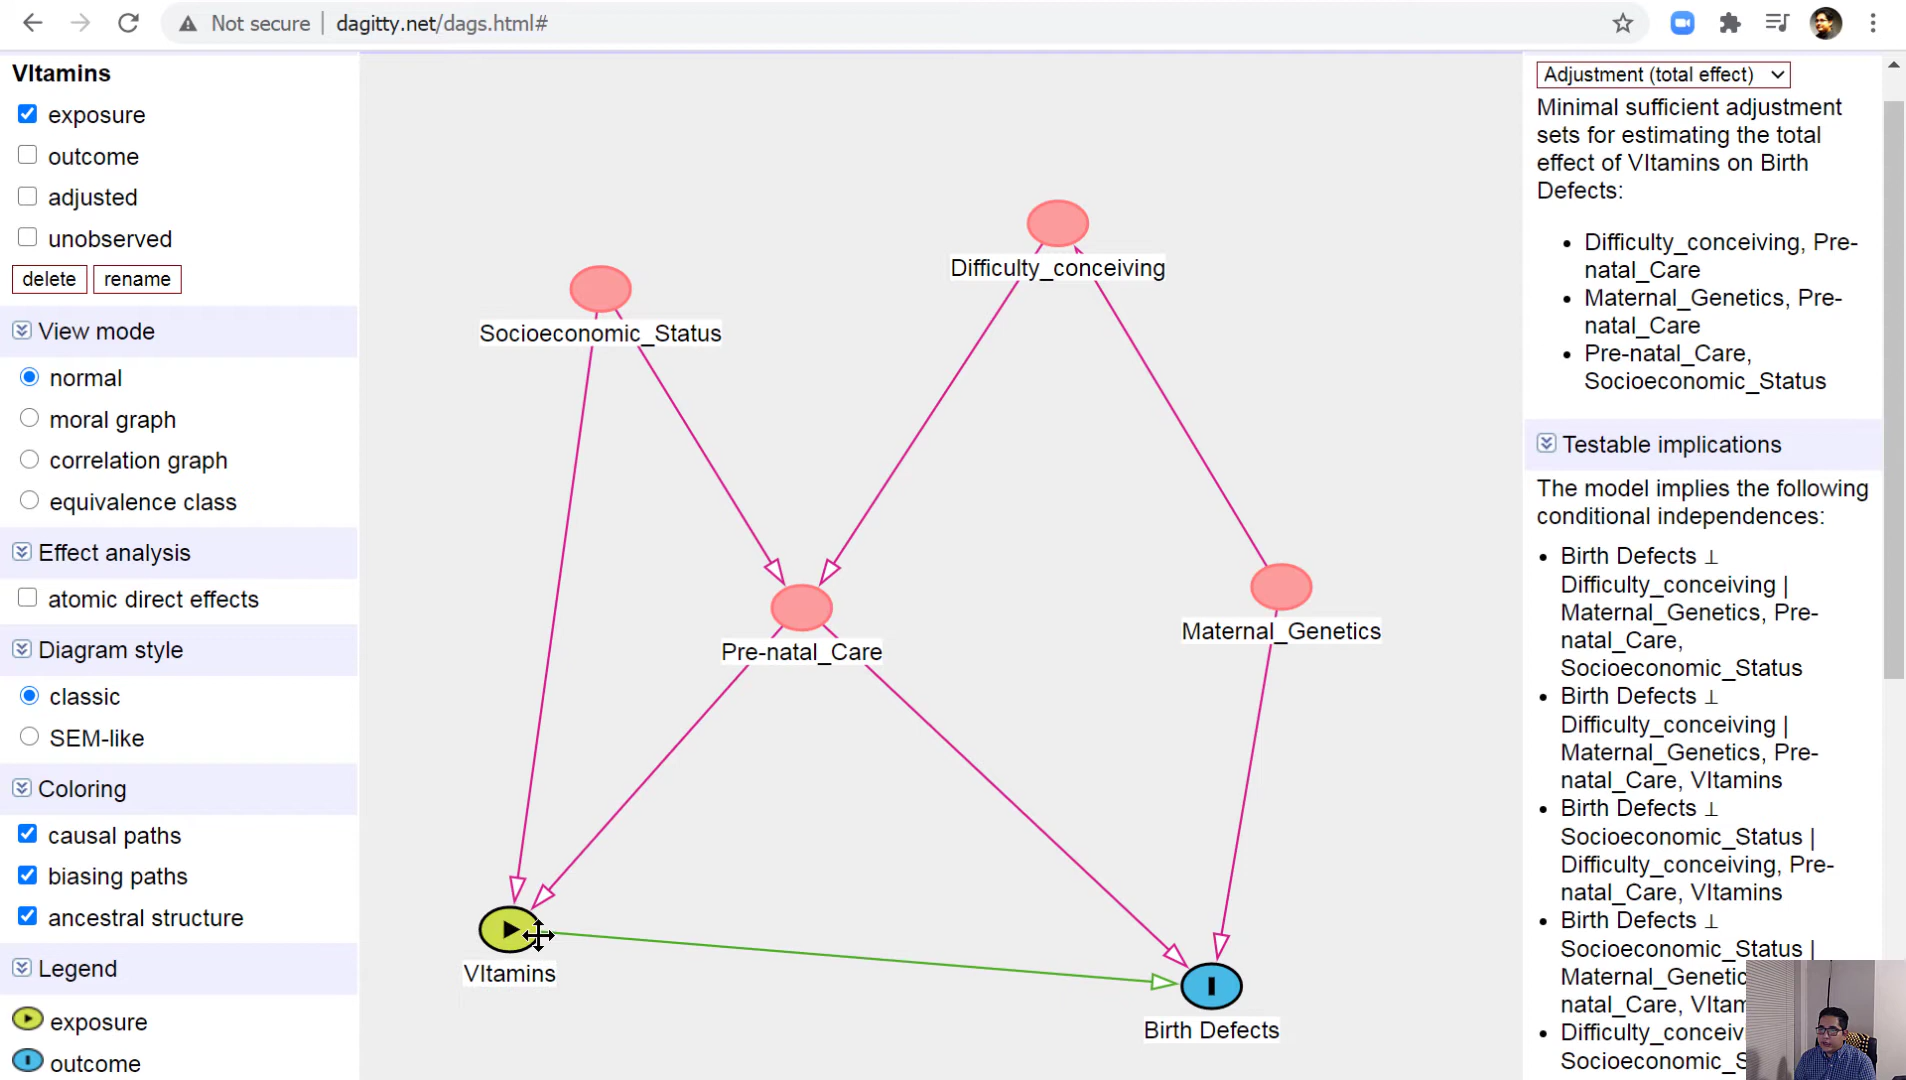 Not secure
dagitty.net/dags.html#
VItamins
exposure
outcome
adjusted
unobserved
delete
rename
View mode
normal
moral graph
correlation graph
equivalence class
Effect analysis
atomic direct effects
Diagram style
classic
SEM-like
Coloring
causal paths
biasing paths
ancestral structure
Legend
exposure
outcome
Difficulty_conceiving
Socioeconomic_Status
Pre-natal_Care
Maternal_Genetics
VItamins
Birth Defects
Adjustment (total effect)
Minimal sufficient adjustment
sets for estimating the total
effect of VItamins on Birth
Defects:
• Difficulty_conceiving, Pre-
natal_Care
• Maternal_Genetics, Pre-
natal_Care
• Pre-natal_Care,
Socioeconomic_Status
Testable implications
The model implies the following
conditional independences:
• Birth Defects ⊥
Difficulty_conceiving |
Maternal_Genetics, Pre-
natal_Care,
Socioeconomic_Status
• Birth Defects ⊥
Difficulty_conceiving |
Maternal_Genetics, Pre-
natal_Care, VItamins
• Birth Defects ⊥
Socioeconomic_Status |
Difficulty_conceiving, Pre-
natal_Care, VItamins
• Birth Defects ⊥
Socioeconomic_Status |
natal_Care,